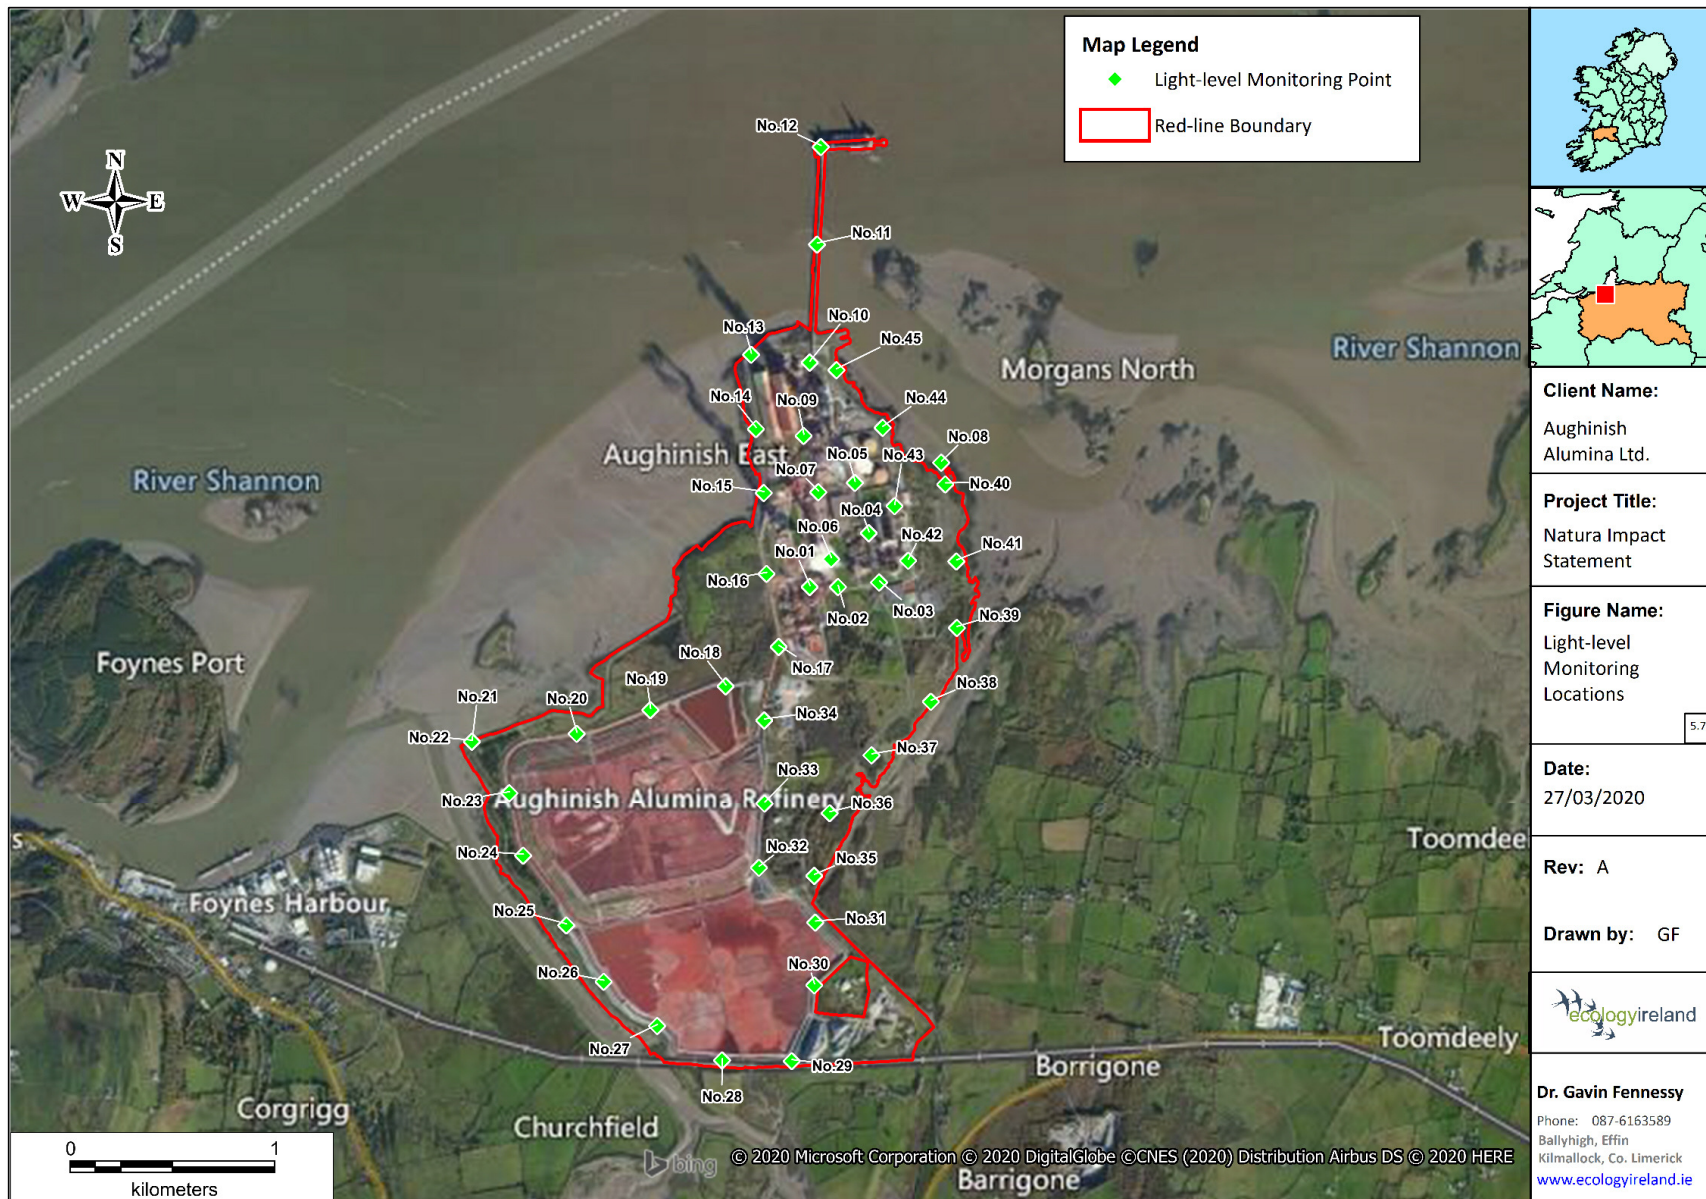 Map Legend
Light-level Monitoring Point
Red-line Boundary
N
W
E
S
No.12
No.11
No.10
No.13
No.45
No.14
No.09
No.44
No.08
No.43
No.05
No.07
No.15
No.40
No.04
No.06
No.42
No.01
No.41
No.16
No.03
No.02
No.39
No.18
No.17
No.38
No.19
No.34
No.20
No.21
No.22
No.37
No.33
No.23
No.36
No.32
No.24
No.35
No.25
No.31
No.30
No.26
No.27
No.29
No.28
River Shannon
Morgans North
Aughinish East
River Shannon
Foynes Port
Aughinish Alumina Refinery
Toomdee
s
Foynes Harbour
Toomdeely
Borrigone
Corgrigg
Churchfield
Barrigone
0 1
kilometers
bing
© 2020 Microsoft Corporation © 2020 DigitalGlobe ©CNES (2020) Distribution Airbus DS © 2020 HERE
Client Name:
Aughinish
Alumina Ltd.
Project Title:
Natura Impact
Statement
Figure Name:
Light-level
Monitoring
Locations
5.7
Date:
27/03/2020
Rev: A
Drawn by: GF
ecologyireland
Dr. Gavin Fennessy
Phone: 087-6163589
Ballyhigh, Effin
Kilmallock, Co. Limerick
www.ecologyireland.ie